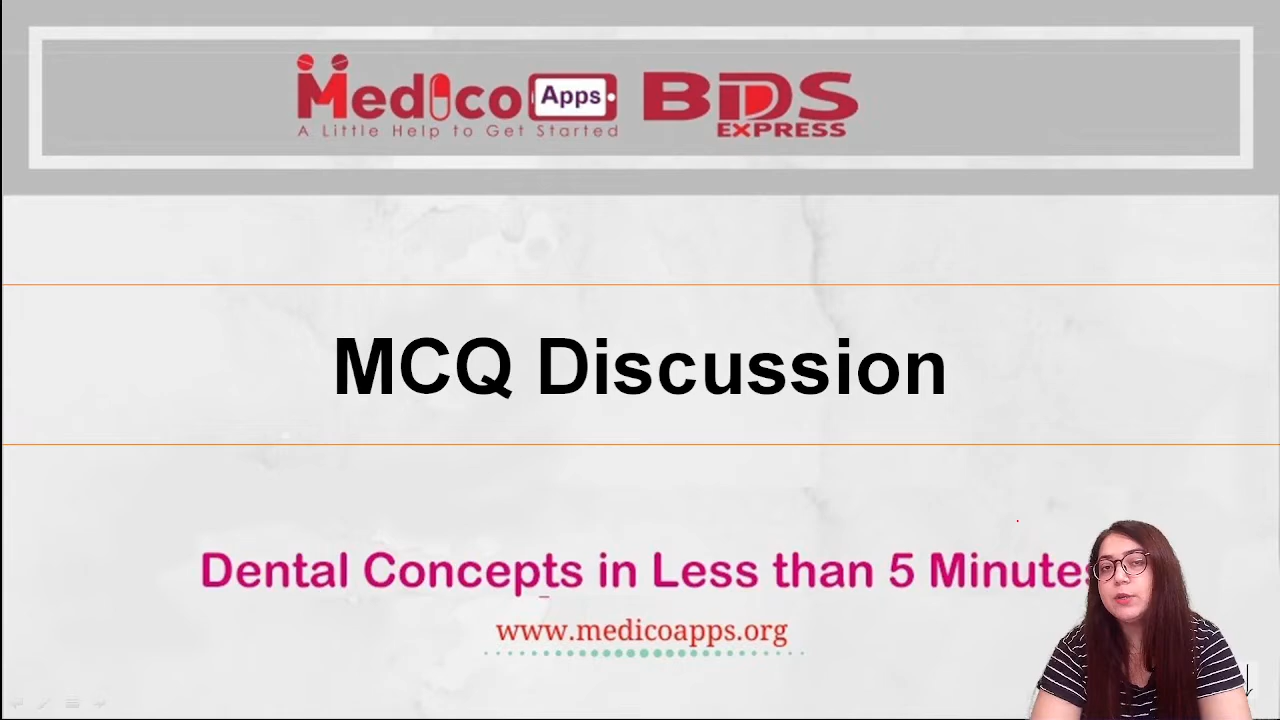 Medico Apps BDS
A Little Help to Get Started EXPRESS
MCQ Discussion
Dental Concepts in Less than 5 Minutes
www.medicoapps.org